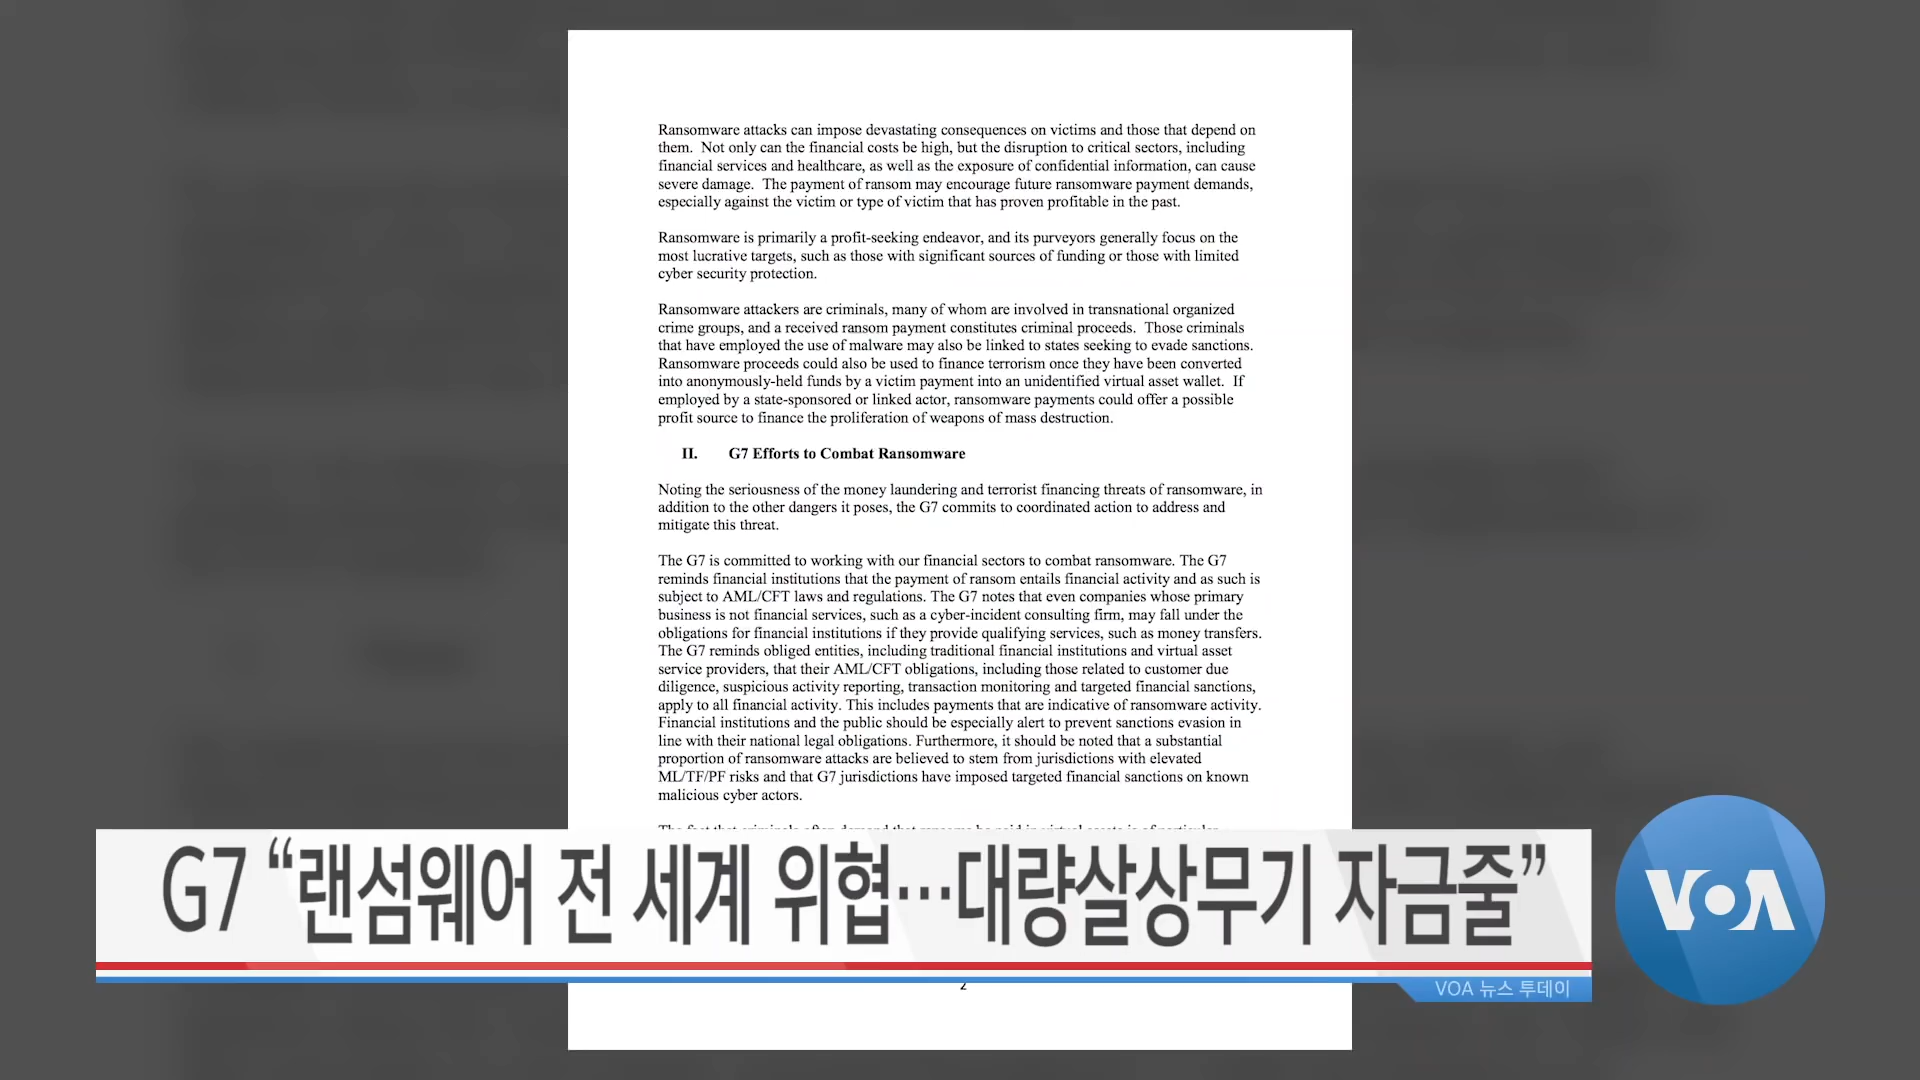 Ransomware attacks can impose devastating consequences on victims and those that depend on
them.  Not only can the financial costs be high, but the disruption to critical sectors, including
financial services and healthcare, as well as the exposure of confidential information, can cause
severe damage.  The payment of ransom may encourage future ransomware payment demands,
especially against the victim or type of victim that has proven profitable in the past.
Ransomware is primarily a profit-seeking endeavor, and its purveyors generally focus on the
most lucrative targets, such as those with significant sources of funding or those with limited
cyber security protection.
Ransomware attackers are criminals, many of whom are involved in transnational organized
crime groups, and a received ransom payment constitutes criminal proceeds.  Those criminals
that have employed the use of malware may also be linked to states seeking to evade sanctions.
Ransomware proceeds could also be used to finance terrorism once they have been converted
into anonymously-held funds by a victim payment into an unidentified virtual asset wallet.  If
employed by a state-sponsored or linked actor, ransomware payments could offer a possible
profit source to finance the proliferation of weapons of mass destruction.
II. G7 Efforts to Combat Ransomware
Noting the seriousness of the money laundering and terrorist financing threats of ransomware, in
addition to the other dangers it poses, the G7 commits to coordinated action to address and
mitigate this threat.
The G7 is committed to working with our financial sectors to combat ransomware. The G7
reminds financial institutions that the payment of ransom entails financial activity and as such is
subject to AML/CFT laws and regulations. The G7 notes that even companies whose primary
business is not financial services, such as a cyber-incident consulting firm, may fall under the
obligations for financial institutions if they provide qualifying services, such as money transfers.
The G7 reminds obliged entities, including traditional financial institutions and virtual asset
service providers, that their AML/CFT obligations, including those related to customer due
diligence, suspicious activity reporting, transaction monitoring and targeted financial sanctions,
apply to all financial activity. This includes payments that are indicative of ransomware activity.
Financial institutions and the public should be especially alert to prevent sanctions evasion in
line with their national legal obligations. Furthermore, it should be noted that a substantial
proportion of ransomware attacks are believed to stem from jurisdictions with elevated
ML/TF/PF risks and that G7 jurisdictions have imposed targeted financial sanctions on known
malicious cyber actors.
G7 “랜섬웨어 전 세계 위협…대량살상무기 자금줄”
VOA
2
VOA 뉴스 투데이